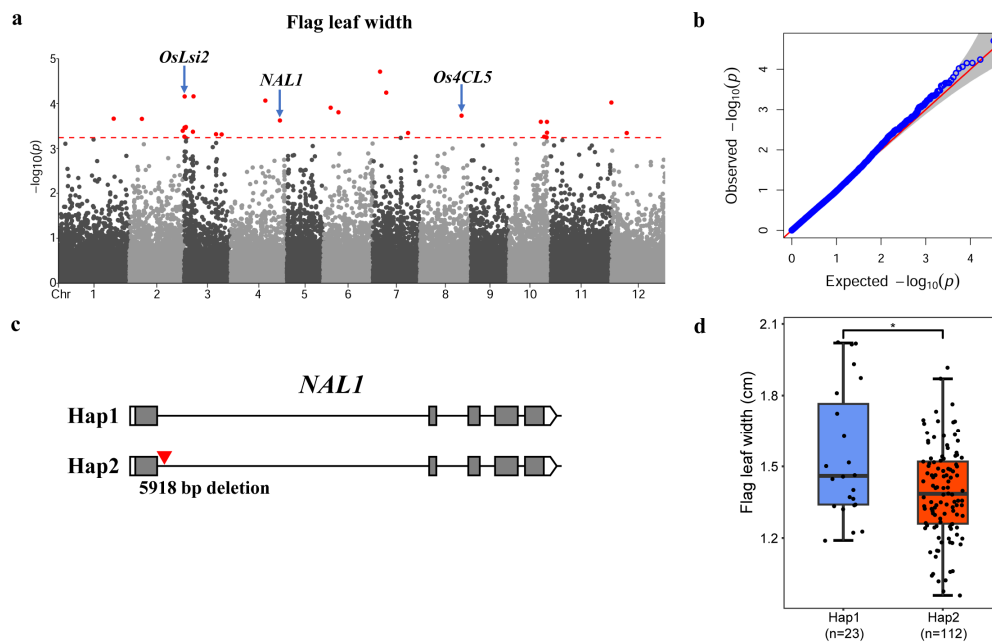 a
Flag leaf width
−log10(p)
5
4
3
2
1
0
OsLsi2
NAL1
Os4CL5
Chr 1 2 3 4 5 6 7 8 9 10 11 12
b
Observed −log10(p)
4
3
2
1
0
0 1 2 3 4
Expected −log10(p)
c
NAL1
Hap1
Hap2
5918 bp deletion
d
Flag leaf width (cm)
2.1
1.8
1.5
1.2
*
Hap1 Hap2
(n=23) (n=112)